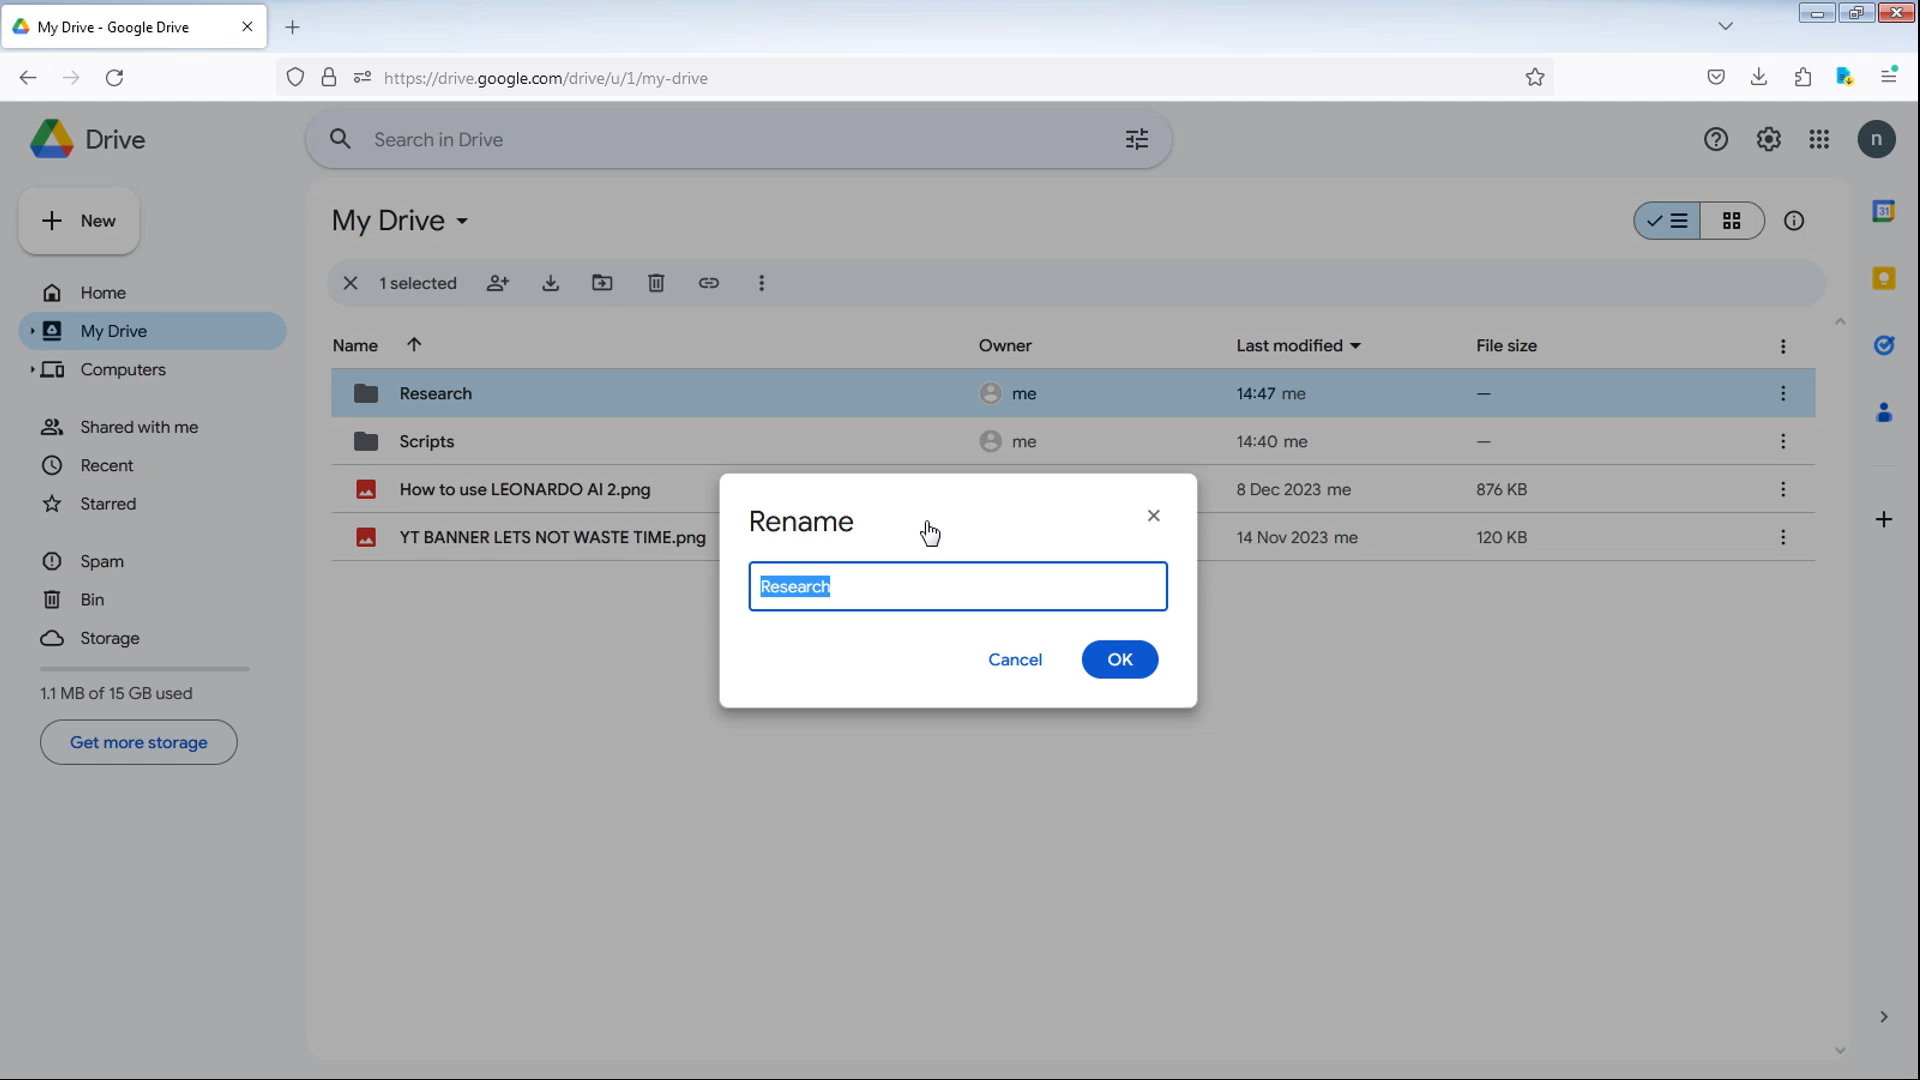 My Drive - Google Drive
https://drive.google.com/drive/u/1/my-drive
Drive
Search in Drive
n
New
My Drive
31
1 selected
Home
My Drive
Computers
Shared with me
Recent
Starred
Spam
Bin
Storage
1.1 MB of 15 GB used
Get more storage
Name Owner Last modified File size
Research me 14:47 me —
Scripts me 14:40 me —
How to use LEONARDO AI 2.png 8 Dec 2023 me 876 KB
YT BANNER LETS NOT WASTE TIME.png 14 Nov 2023 me 120 KB
Rename
Research
Cancel OK